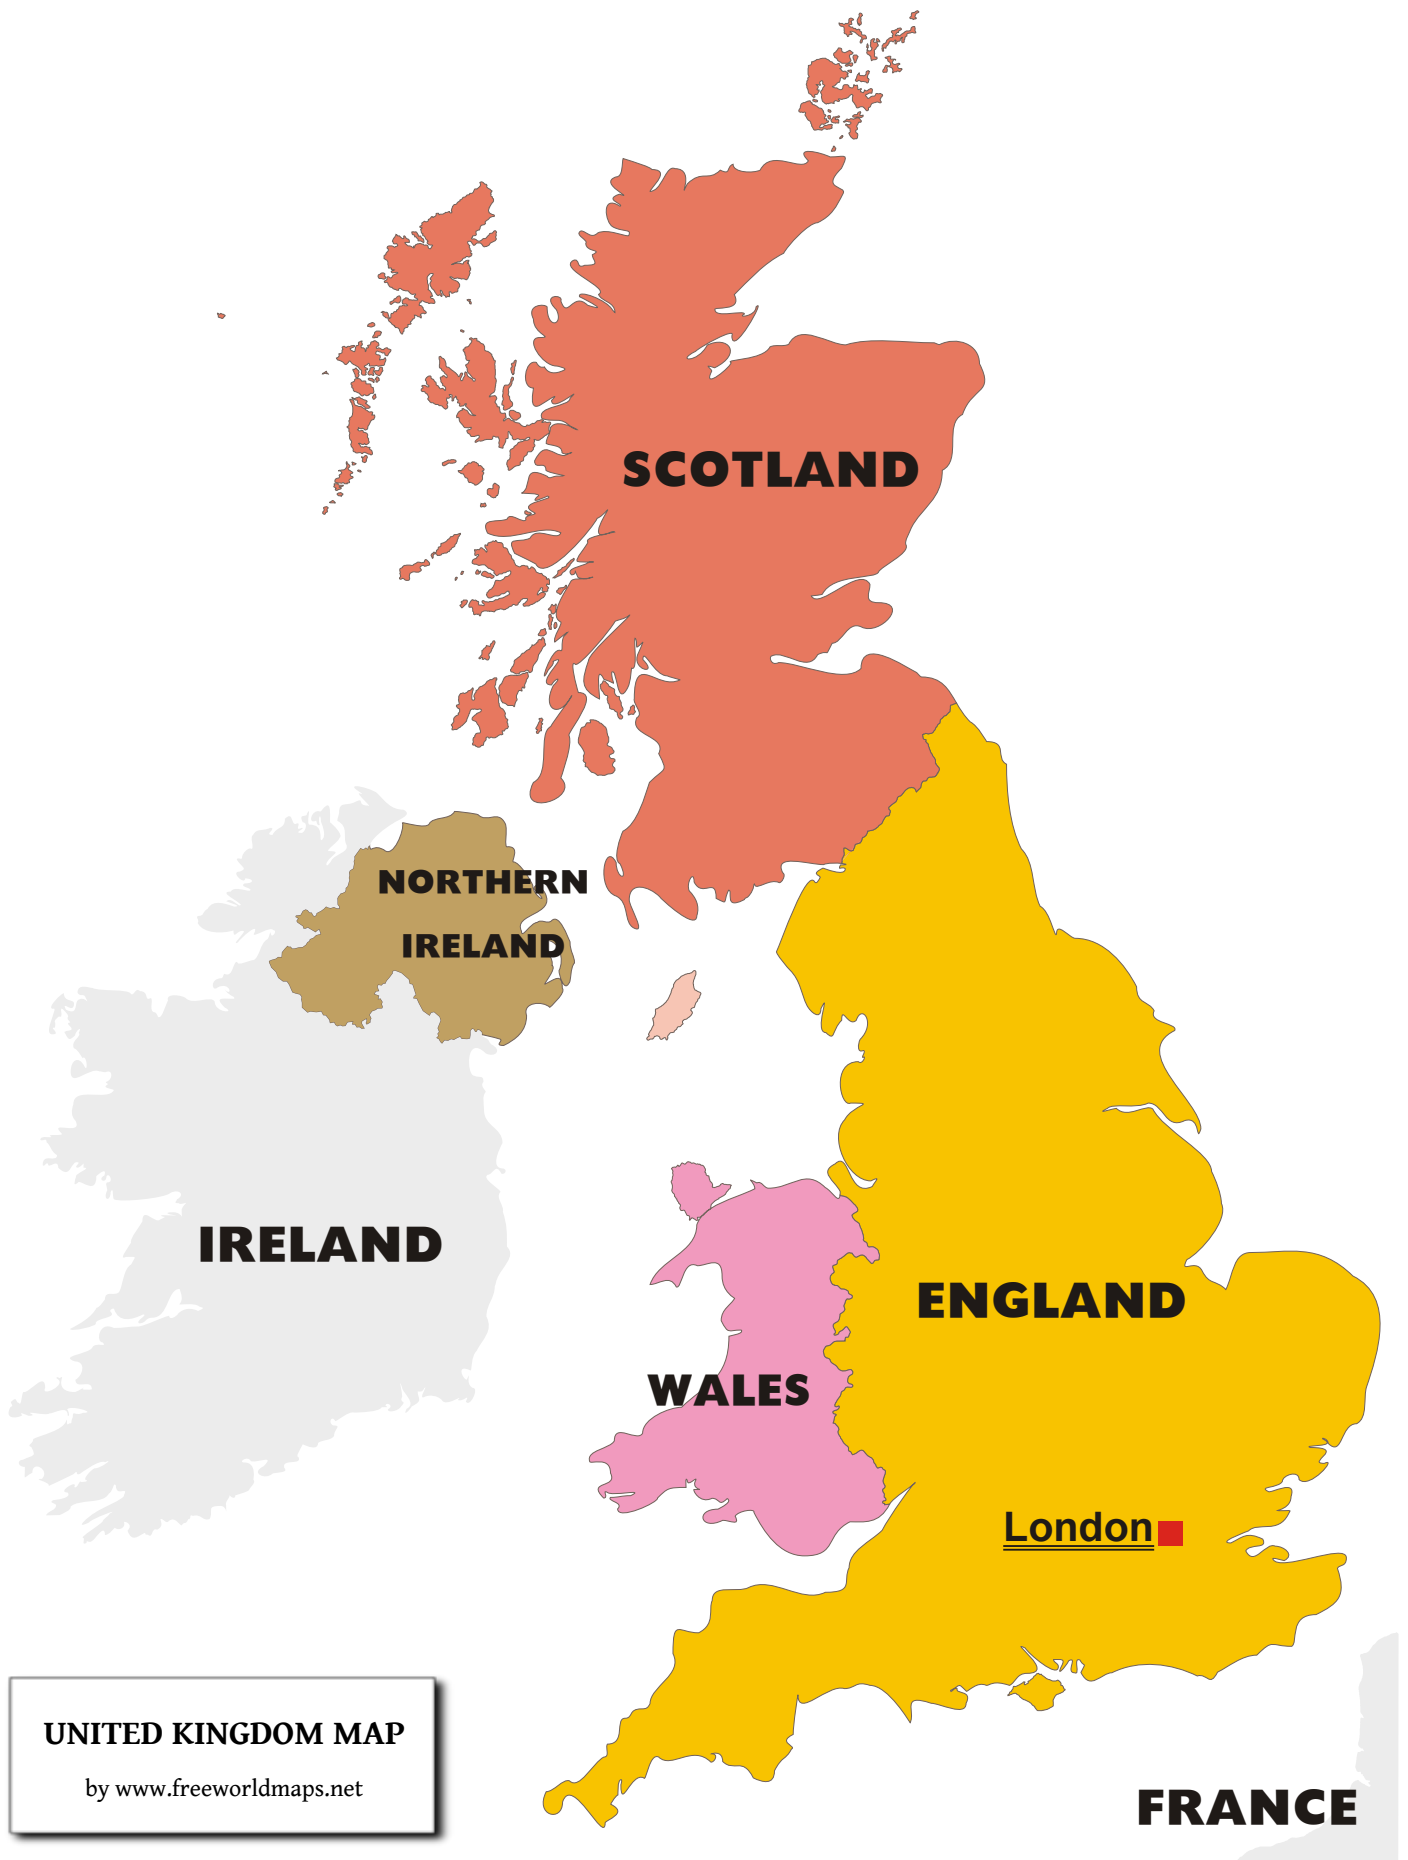 SCOTLAND
NORTHERN
IRELAND
IRELAND
ENGLAND
WALES
London
UNITED KINGDOM MAP
by www.freeworldmaps.net
FRANCE